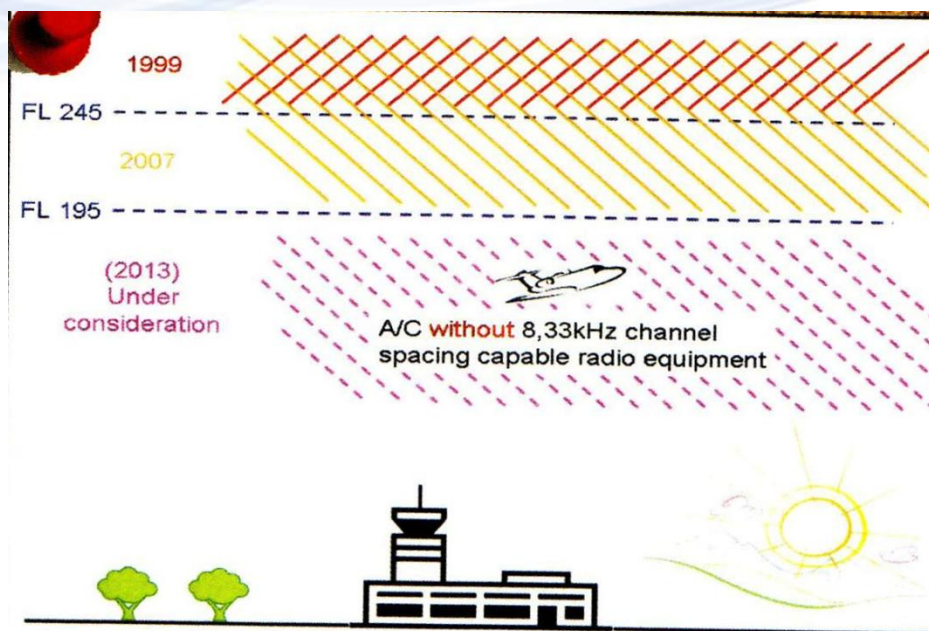 1999
FL 245
2007
FL 195
(2013)
Under
consideration
A/C without 8,33kHz channel
spacing capable radio equipment